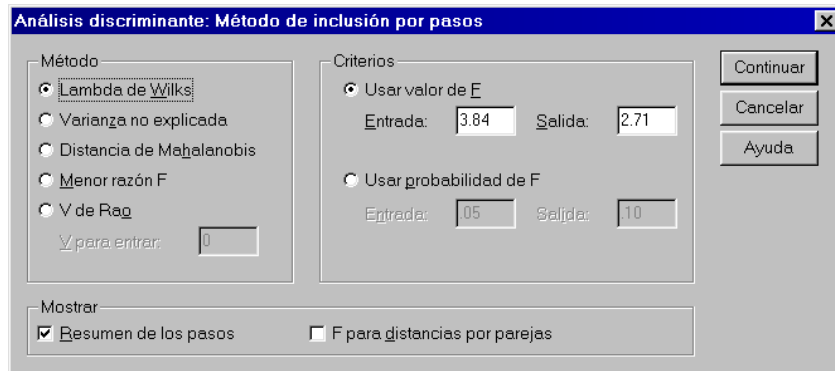 Análisis discriminante: Método de inclusión por pasos
Método
Lambda de Wilks
Varianza no explicada
Distancia de Mahalanobis
Menor razón F
V de Rao
V para entrar: 0
Criterios
Usar valor de F
Entrada: 3.84 Salida: 2.71
Usar probabilidad de F
Entrada: .05 Salida: .10
Continuar
Cancelar
Ayuda
Mostrar
Resumen de los pasos F para distancias por parejas